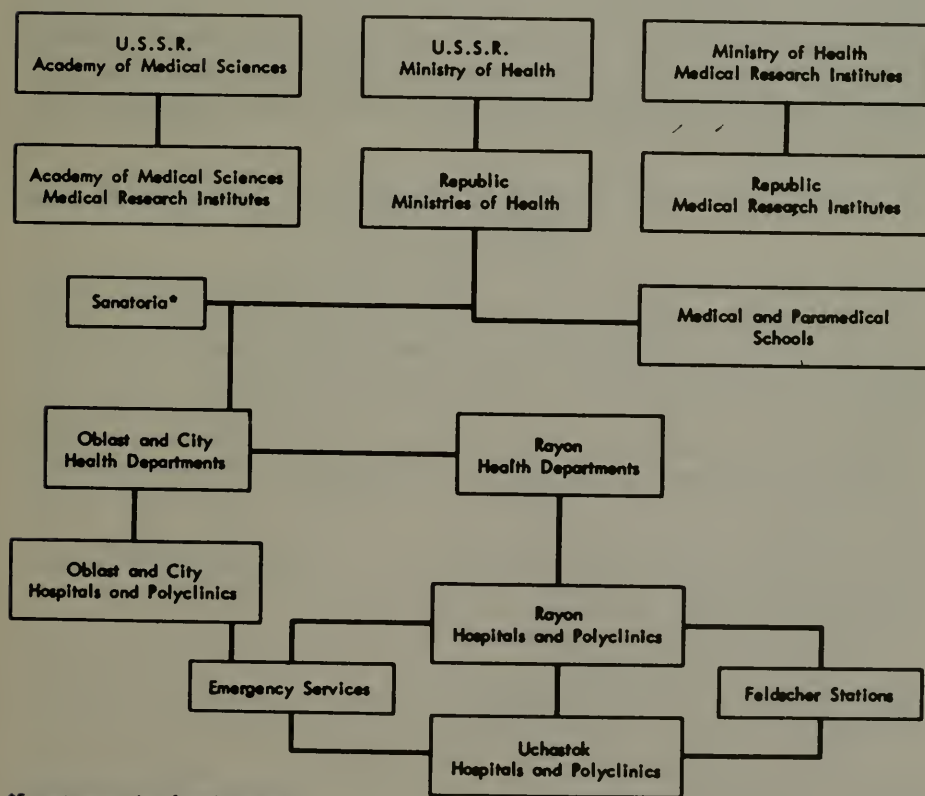 U.S.S.R.
Academy of Medical Sciences
U.S.S.R.
Ministry of Health
Ministry of Health
Medical Research Institutes
Academy of Medical Sciences
Medical Research Institutes
Republic
Ministries of Health
Republic
Medical Research Institutes
Sanatoria*
Medical and Paramedical
Schools
Oblast and City
Health Departments
Rayon
Health Departments
Oblast and City
Hospitals and Polyclinics
Rayon
Hospitals and Polyclinics
Emergency Services
Feldscher Stations
Uchastok
Hospitals and Polyclinics